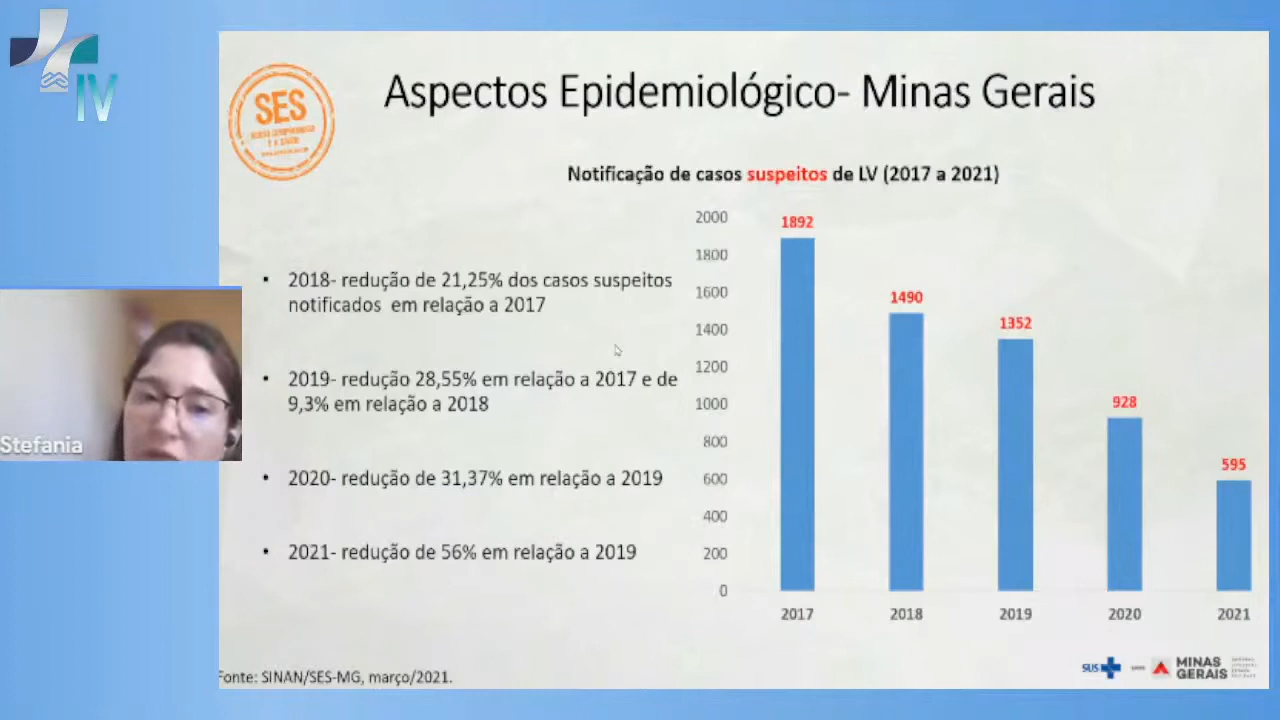 IV
SES
Aspectos Epidemiológico- Minas Gerais
Notificação de casos suspeitos de LV (2017 a 2021)
• 2018- redução de 21,25% dos casos suspeitos
notificados em relação a 2017
• 2019- redução 28,55% em relação a 2017 e de
9,3% em relação a 2018
• 2020- redução de 31,37% em relação a 2019
• 2021- redução de 56% em relação a 2019
2000
1800
1600
1400
1200
1000
800
600
400
200
0
1892
1490
1352
928
595
2017
2018
2019
2020
2021
Stefania
Fonte: SINAN/SES-MG, março/2021.
SUS
MINAS
GERAIS